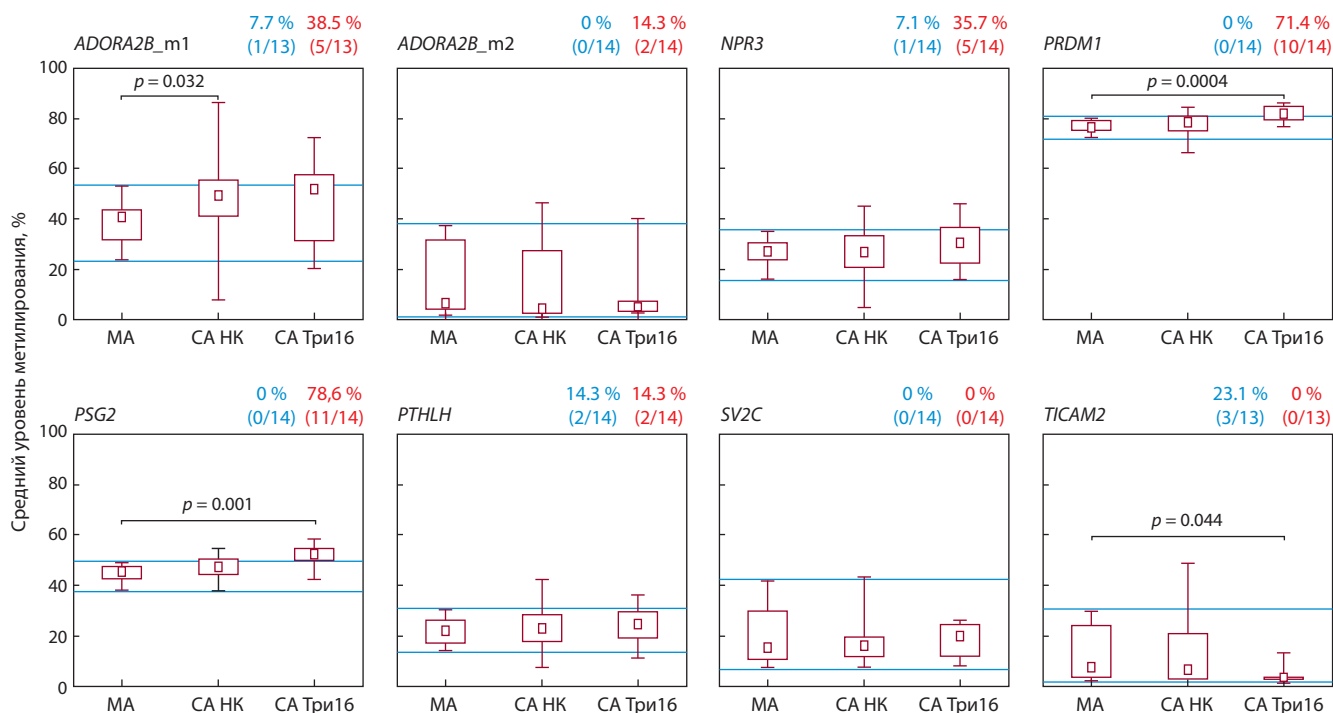 7.7 % 38.5 %
ADORA2B_m1 (1/13) (5/13)
0 % 14.3 %
ADORA2B_m2 (0/14) (2/14)
7.1 % 35.7 %
NPR3 (1/14) (5/14)
0 % 71.4 %
PRDM1 (0/14) (10/14)
Средний уровень метилирования, %
100
80
60
40
20
0
p = 0.032
p = 0.0004
МА СА НК СА Три16
МА СА НК СА Три16
МА СА НК СА Три16
МА СА НК СА Три16
0 % 78,6 %
PSG2 (0/14) (11/14)
14.3 % 14.3 %
PTHLH (2/14) (2/14)
0 % 0 %
SV2C (0/14) (0/14)
23.1 % 0 %
TICAM2 (3/13) (0/13)
100
80
60
40
20
0
p = 0.001
p = 0.044
МА СА НК СА Три16
МА СА НК СА Три16
МА СА НК СА Три16
МА СА НК СА Три16